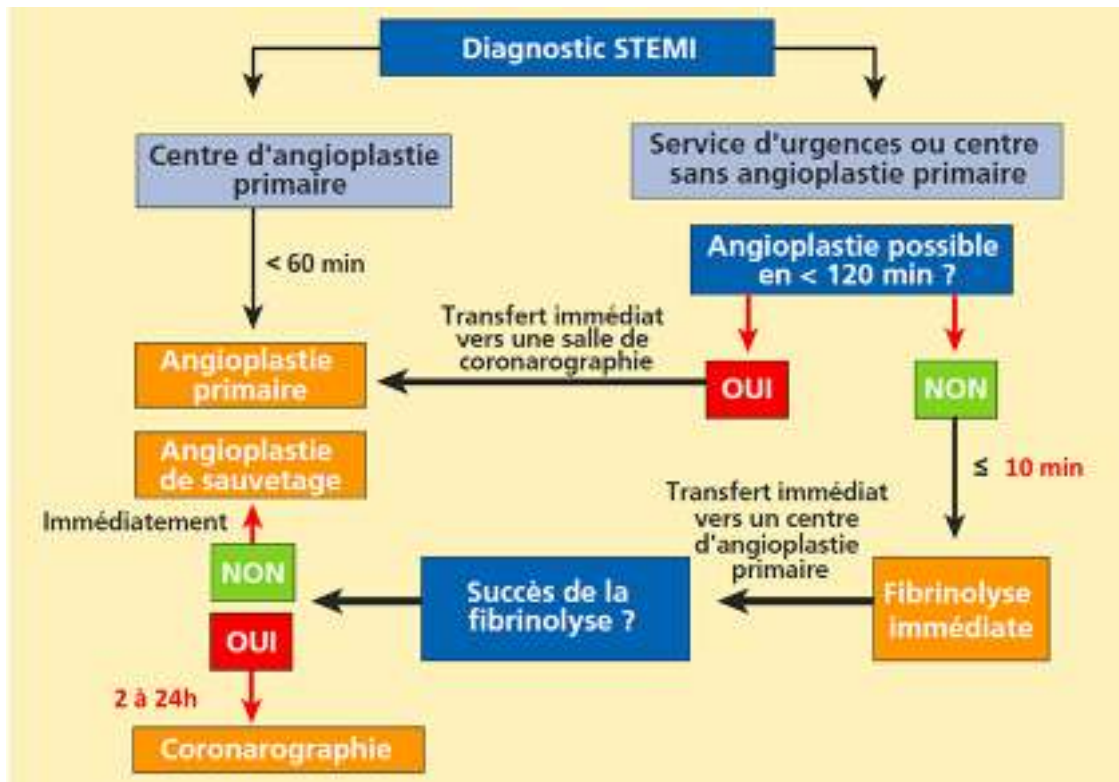 Diagnostic STEMI
Centre d'angioplastie
primaire
Service d'urgences ou centre
sans angioplastie primaire
< 60 min
Angioplastie possible
en < 120 min ?
Transfert immédiat
vers une salle de
coronarographie
Angioplastie
primaire
OUI
NON
Angioplastie
de sauvetage
≤ 10 min
Immédiatement
Transfert immédiat
vers un centre
d'angioplastie
primaire
NON
Succès de la
fibrinolyse ?
Fibrinolyse
immédiate
OUI
2 à 24h
Coronarographie